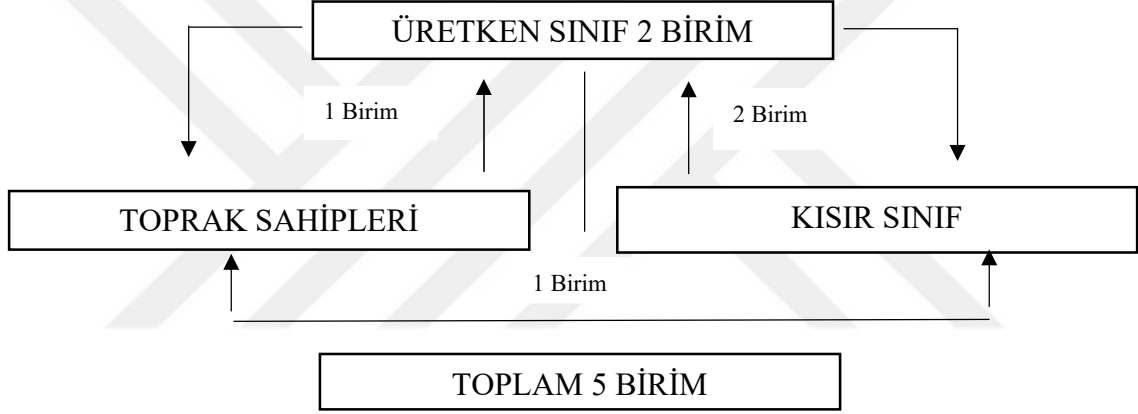 ÜRETKEN SINIF 2 BİRİM
1 Birim
2 Birim
TOPRAK SAHİPLERİ
KISIR SINIF
1 Birim
TOPLAM 5 BİRİM